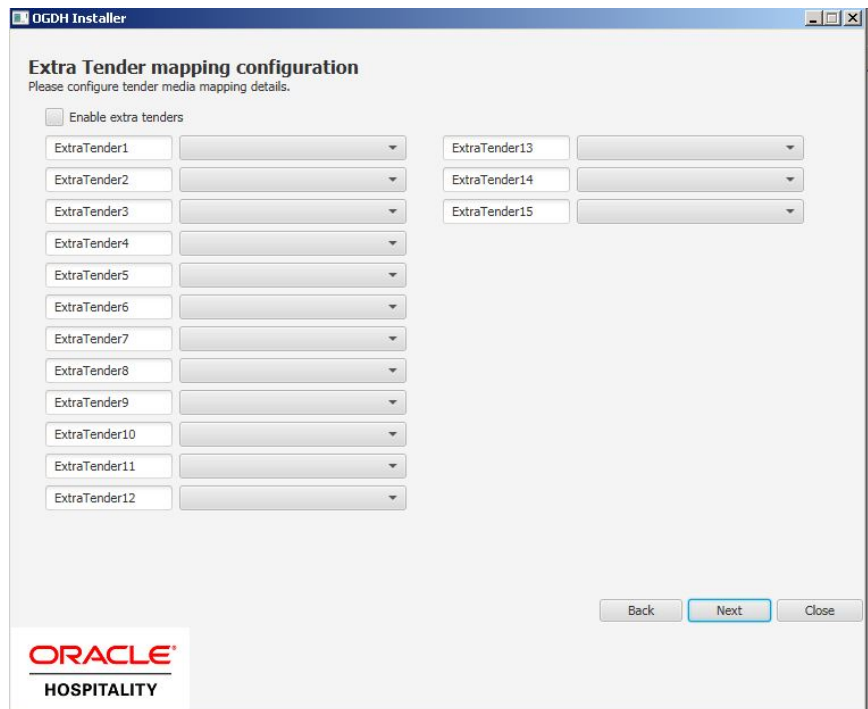 OGDH Installer
Extra Tender mapping configuration
Please configure tender media mapping details.
Enable extra tenders
ExtraTender1
ExtraTender2
ExtraTender3
ExtraTender4
ExtraTender5
ExtraTender6
ExtraTender7
ExtraTender8
ExtraTender9
ExtraTender10
ExtraTender11
ExtraTender12
ExtraTender13
ExtraTender14
ExtraTender15
Back Next Close
ORACLE®
HOSPITALITY